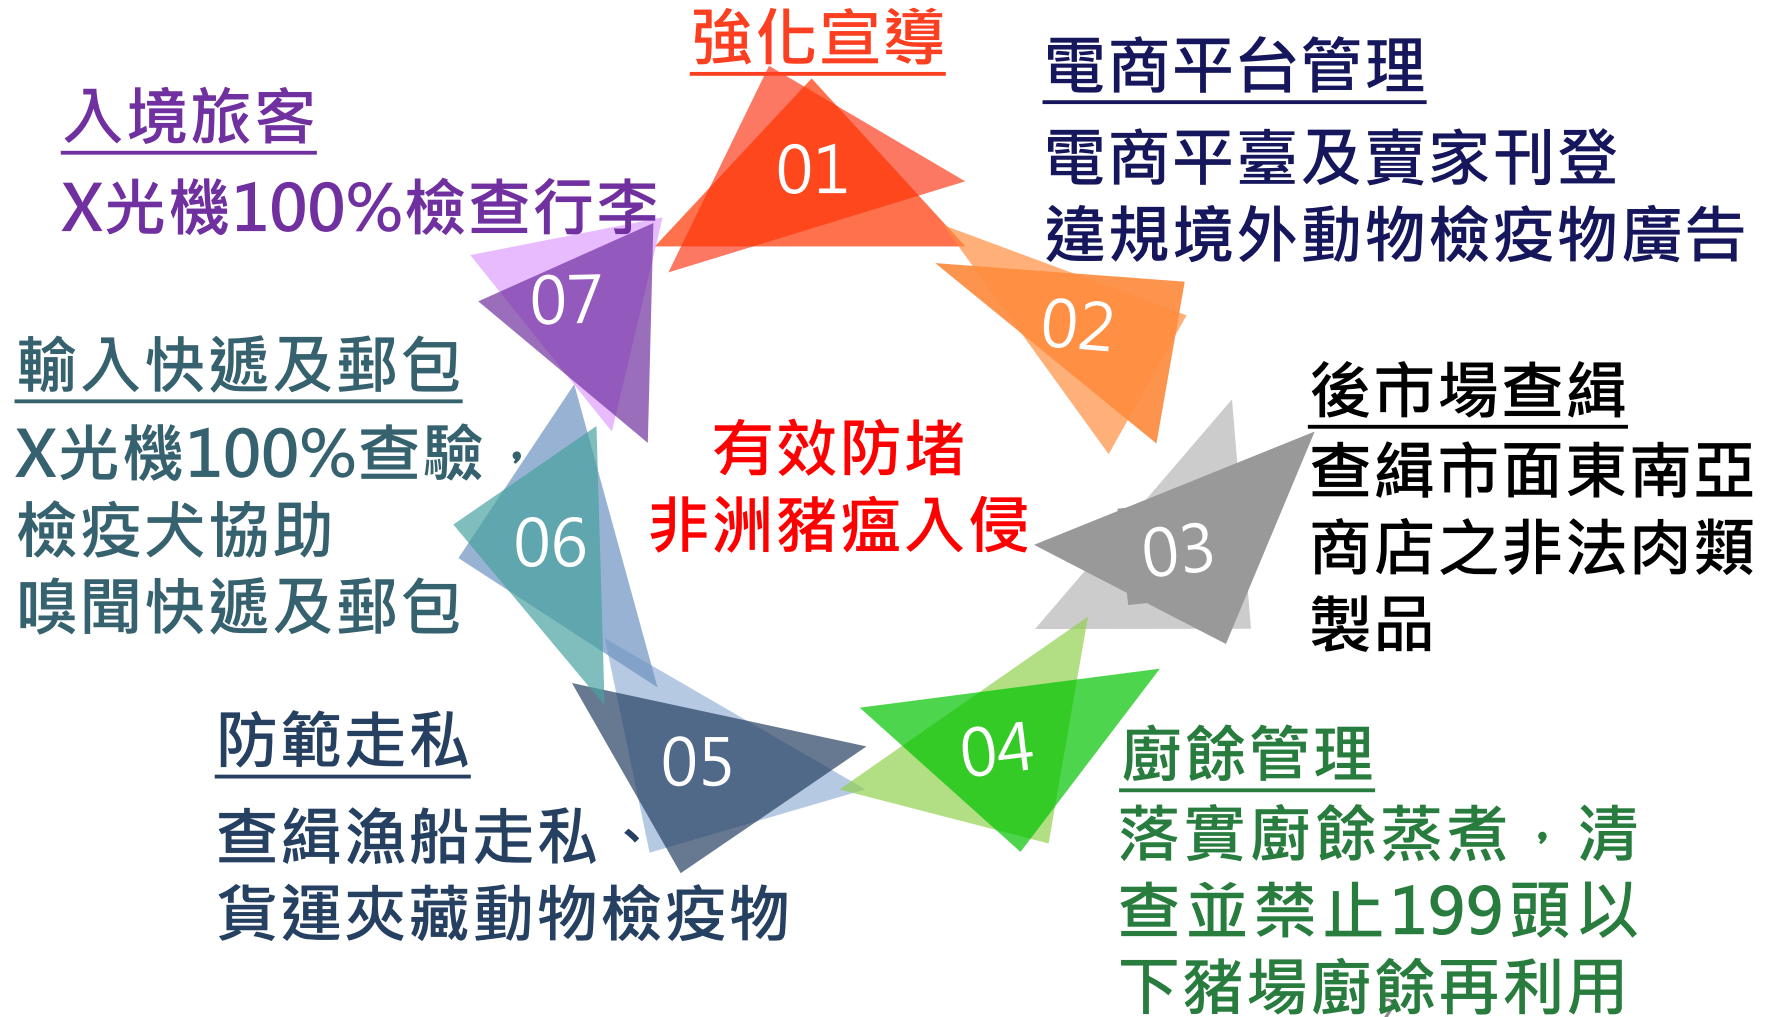 強化宣導
01
電商平台管理
電商平臺及賣家刊登
違規境外動物檢疫物廣告
02
後市場查緝
查緝市面東南亞
商店之非法肉類
製品
03
廚餘管理
落實廚餘蒸煮，清
查並禁止199頭以
下豬場廚餘再利用
04
防範走私
查緝漁船走私、
貨運夾藏動物檢疫物
05
輸入快遞及郵包
X光機100%查驗，
檢疫犬協助
嗅聞快遞及郵包
06
入境旅客
X光機100%檢查行李
07
有效防堵
非洲豬瘟入侵